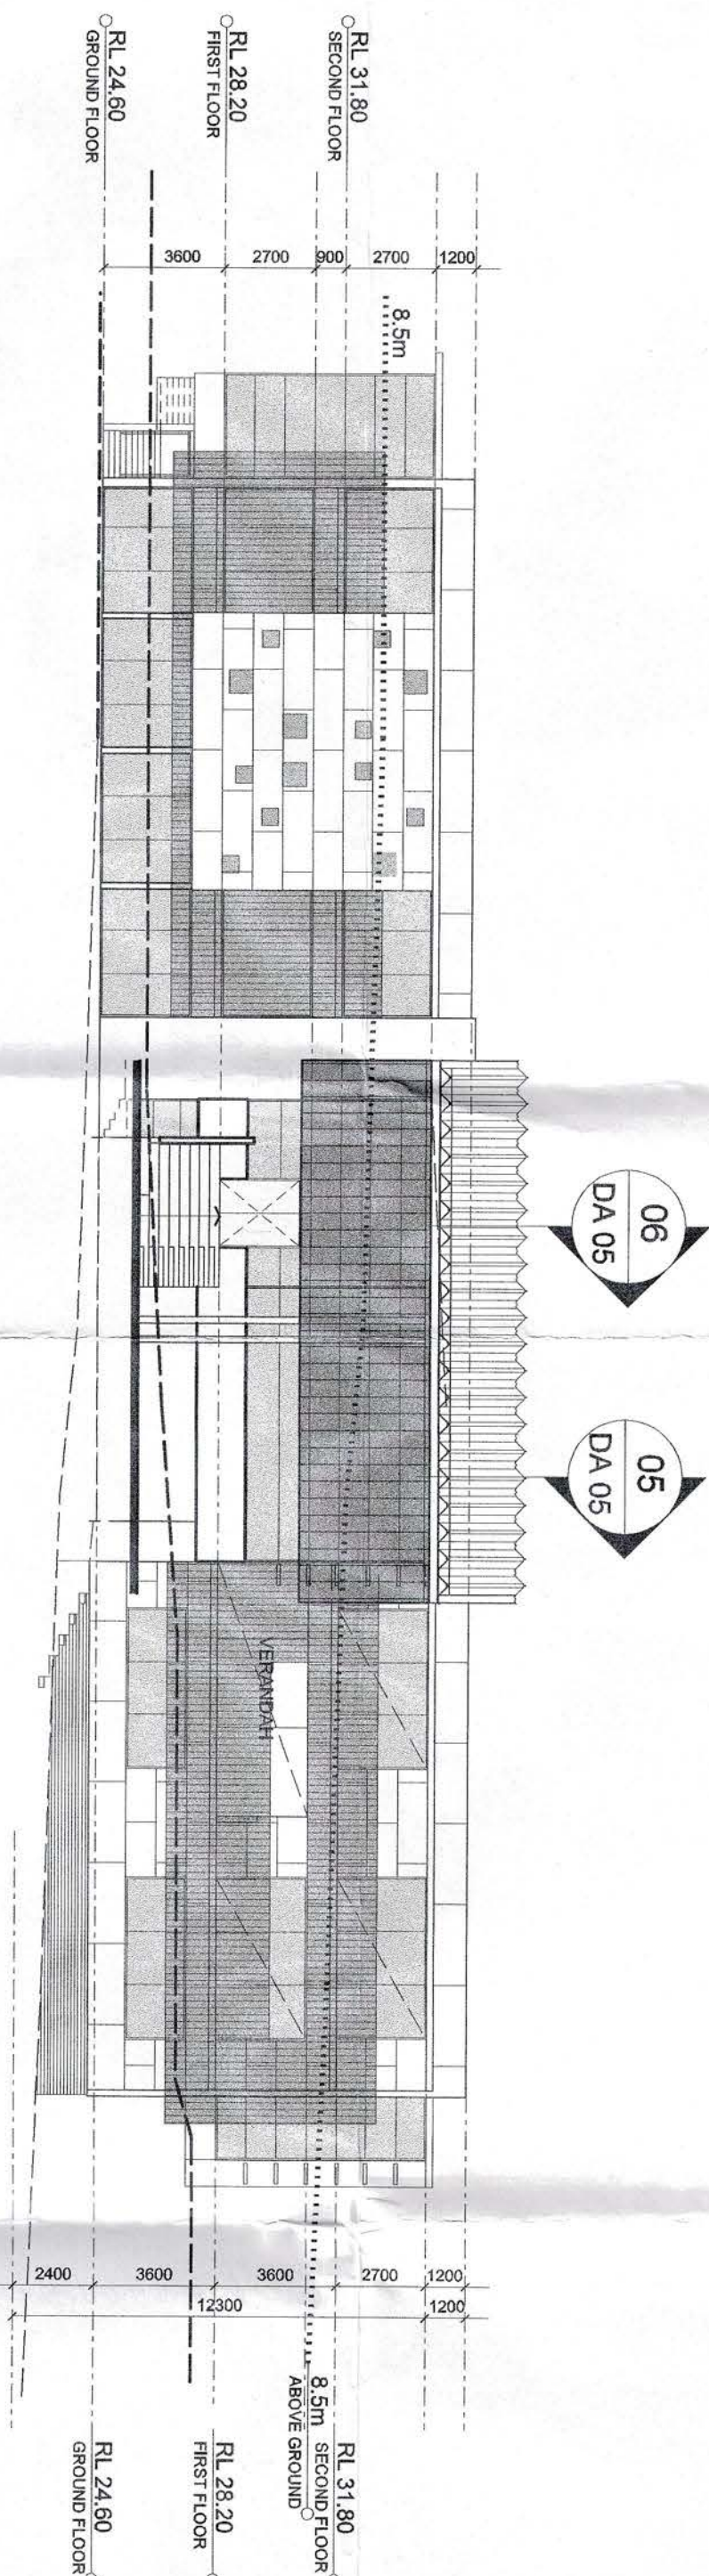 RL 31.80
SECOND FLOOR
RL 28.20
FIRST FLOOR
RL 24.60
GROUND FLOOR
1200
2700
900
2700
3600
8.5m
06
DA 05
05
DA 05
VERANDAH
1200
2700
3600
3600
2400
1200
12300
8.5m
ABOVE GROUND
RL 31.80
SECOND FLOOR
RL 28.20
FIRST FLOOR
RL 24.60
GROUND FLOOR